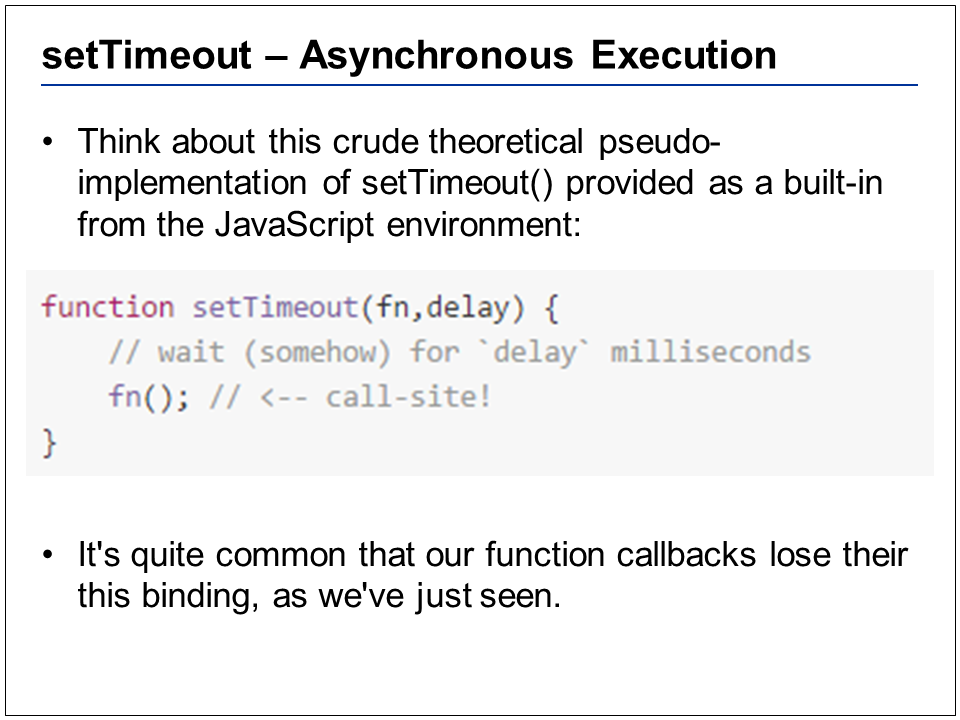 setTimeout – Asynchronous Execution
• Think about this crude theoretical pseudo-
implementation of setTimeout() provided as a built-in
from the JavaScript environment:
function setTimeout(fn,delay) {
    // wait (somehow) for `delay` milliseconds
    fn(); // <-- call-site!
}
• It's quite common that our function callbacks lose their
this binding, as we've just seen.